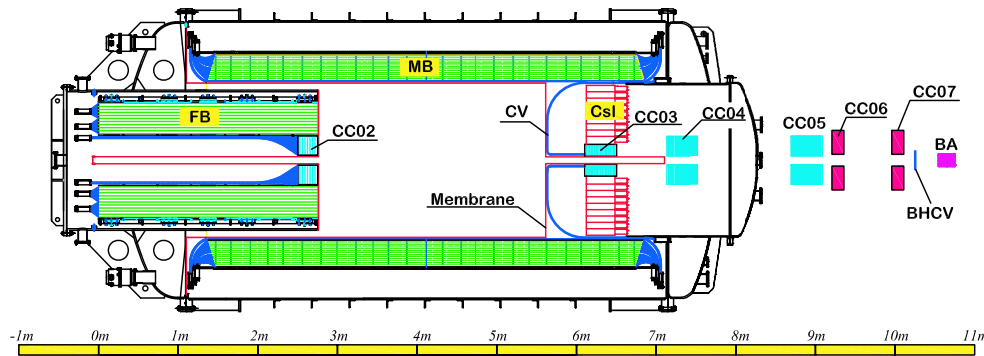 MB
FB
CC02
CV
CsI
CC03
CC04
CC05
CC06
CC07
BA
BHCV
Membrane
-1m 0m 1m 2m 3m 4m 5m 6m 7m 8m 9m 10m 11m